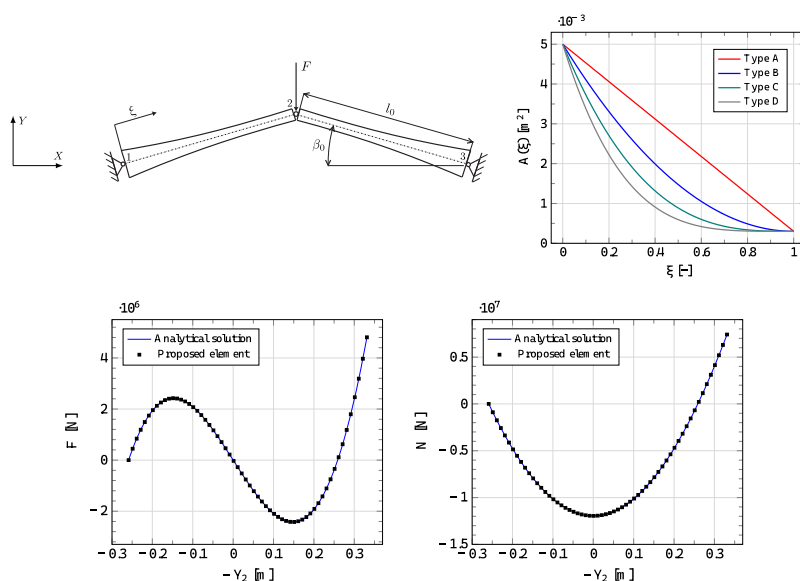 Y
X
ξ
1
2
F
l₀
β₀
3
·10⁻³
5
4
3
2
1
0
A(ξ) [m²]
Type A
Type B
Type C
Type D
0
0.2
0.4
0.6
0.8
1
ξ [-]
·10⁶
4
2
0
−2
F [N]
Analytical solution
Proposed element
−0.3
−0.2
−0.1
0
0.1
0.2
0.3
−Y₂ [m]
·10⁷
0.5
0
−0.5
−1
−1.5
N [N]
Analytical solution
Proposed element
−0.3
−0.2
−0.1
0
0.1
0.2
0.3
−Y₂ [m]